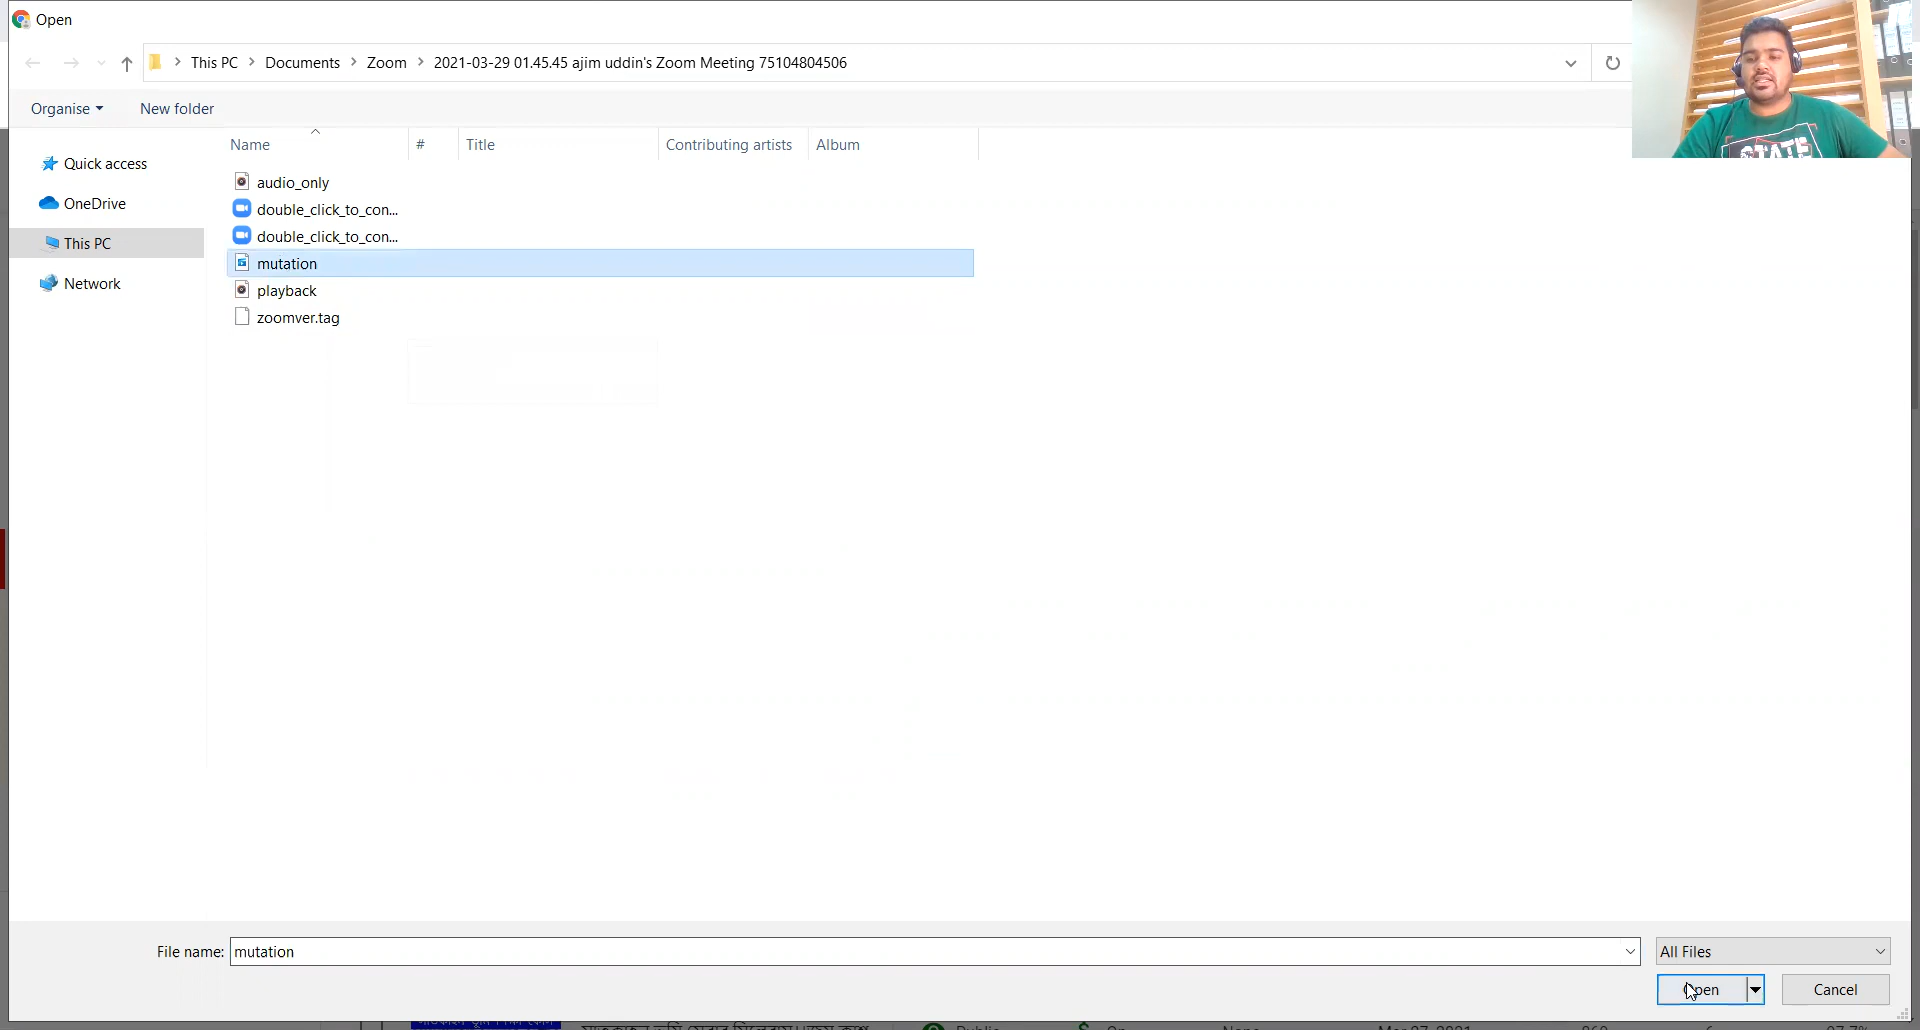 Open
This PC
Documents
Zoom
2021-03-29 01.45.45 ajim uddin's Zoom Meeting 75104804506
Organise
New folder
Name
#
Title
Contributing artists
Album
Quick access
OneDrive
This PC
Network
audio_only
double_click_to_con...
double_click_to_con...
mutation
playback
zoomver.tag
STATE
File name:
mutation
All Files
Open
Cancel